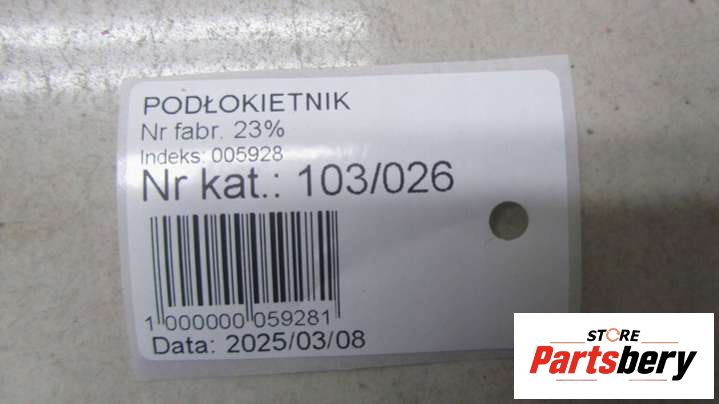 PODŁOKIETNIK
Nr fabr. 23%
Indeks: 005928
Nr kat.: 103/026
1 000000 059281
Data: 2025/03/08
STORE
Partsbery